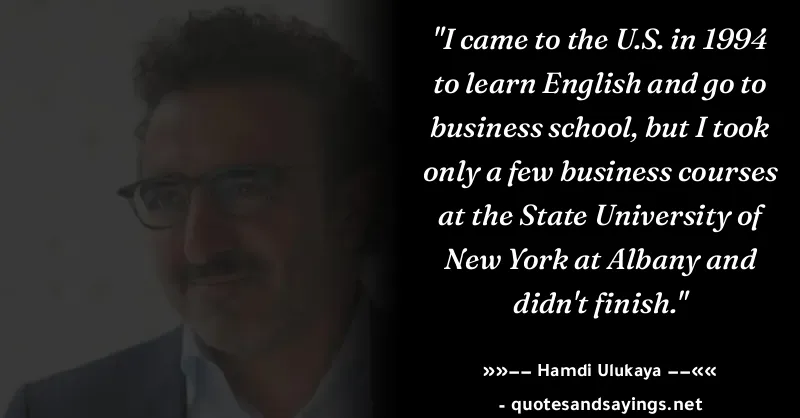 "I came to the U.S. in 1994
to learn English and go to
business school, but I took
only a few business courses
at the State University of
New York at Albany and
didn't finish."
»»-- Hamdi Ulukaya --««
- quotesandsayings.net